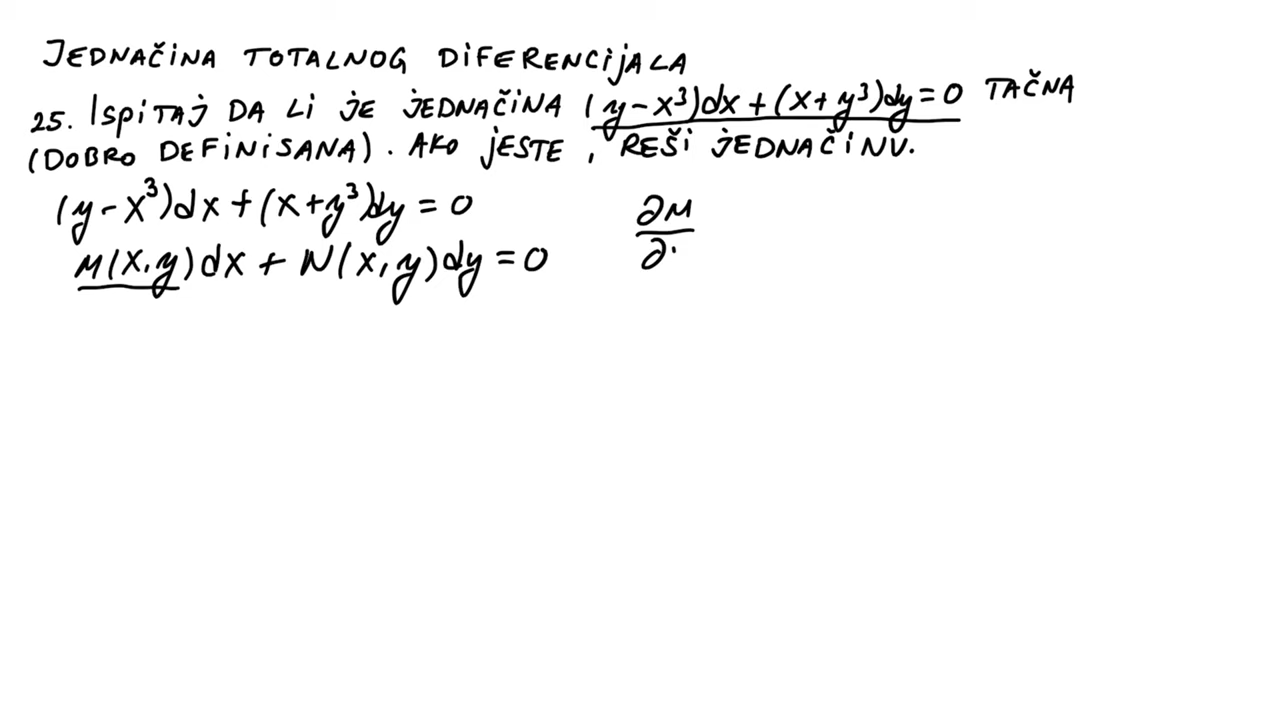 JEDNAČINA TOTALNOG DIFERENCIJALA
25. ISPITAJ DA LI JE JEDNAČINA (y-x³)dx+(x+y³)dy=0 TAČNA
(DOBRO DEFINISANA). AKO JESTE, REŠI JEDNAČINU.
(y-x³)dx+(x+y³)dy=0
M(x,y)dx+N(x,y)dy=0
∂M
∂